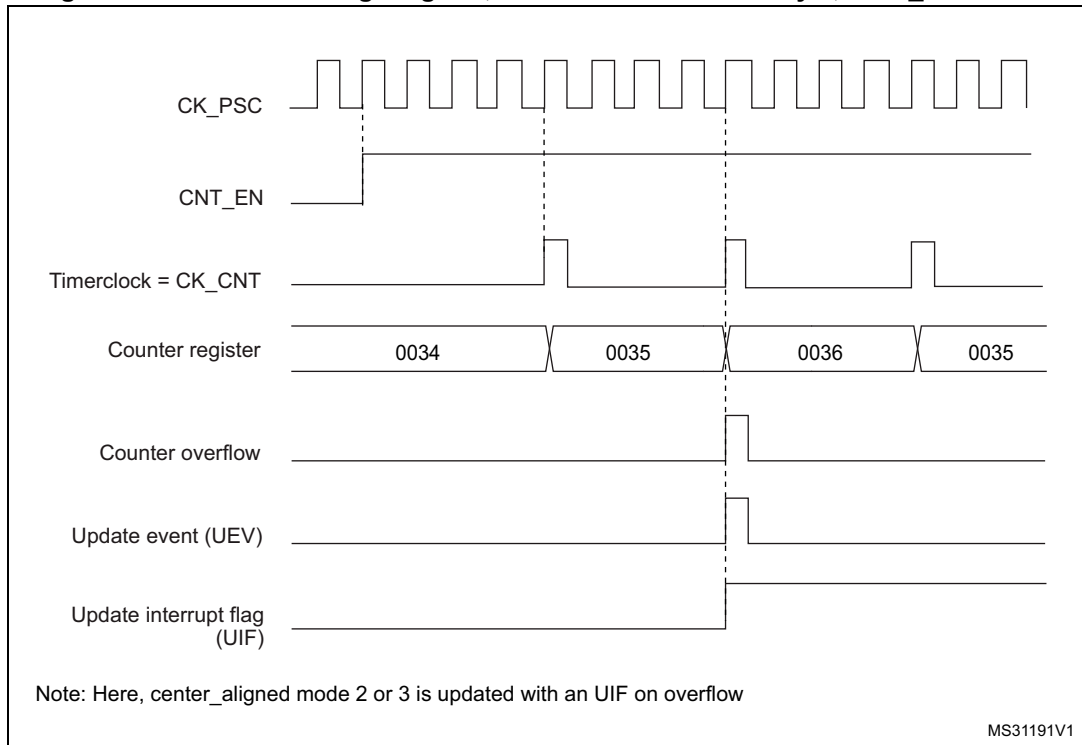 CK_PSC
CNT_EN
Timerclock = CK_CNT
Counter register 0034 0035 0036 0035
Counter overflow
Update event (UEV)
Update interrupt flag
(UIF)
Note: Here, center_aligned mode 2 or 3 is updated with an UIF on overflow
MS31191V1